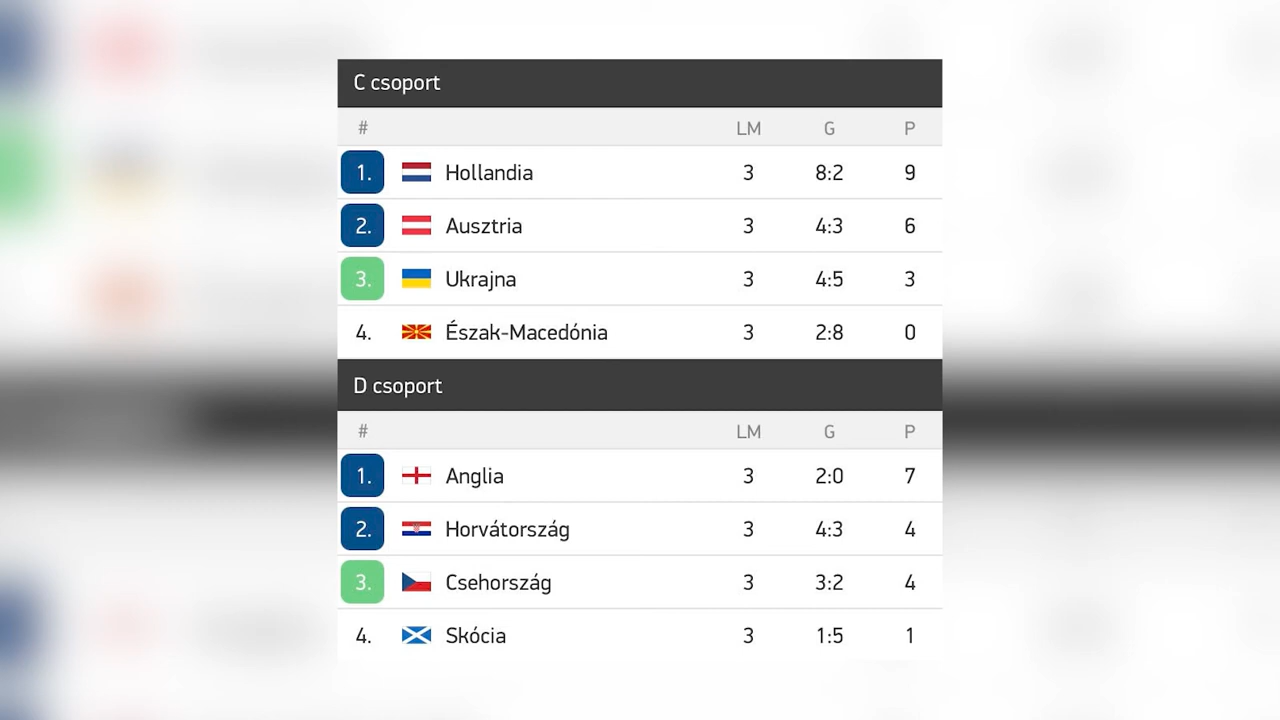 C csoport
# LM G P
1. Hollandia 3 8:2 9
2. Ausztria 3 4:3 6
3. Ukrajna 3 4:5 3
4. Észak-Macedónia 3 2:8 0
D csoport
# LM G P
1. Anglia 3 2:0 7
2. Horvátország 3 4:3 4
3. Csehország 3 3:2 4
4. Skócia 3 1:5 1